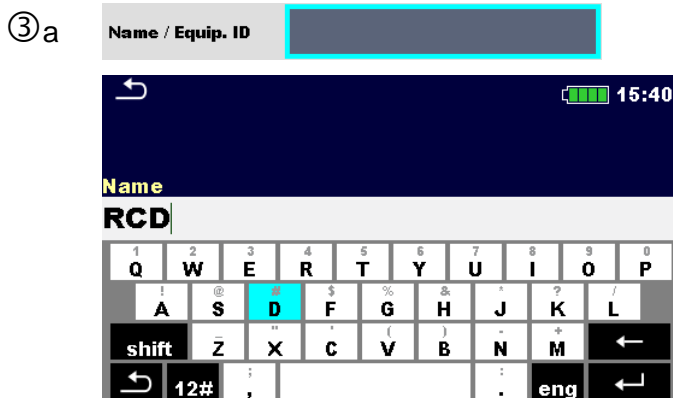 ③a
Name / Equip. ID
15:40
Name
RCD
1 2 3 4 5 6 7 8 9 0
Q W E R T Y U I O P
! @ # $ % & * ? /
A S D F G H J K L
_ " ' ( ) - +
shift Z X C V B N M ←
; :
12# , . eng